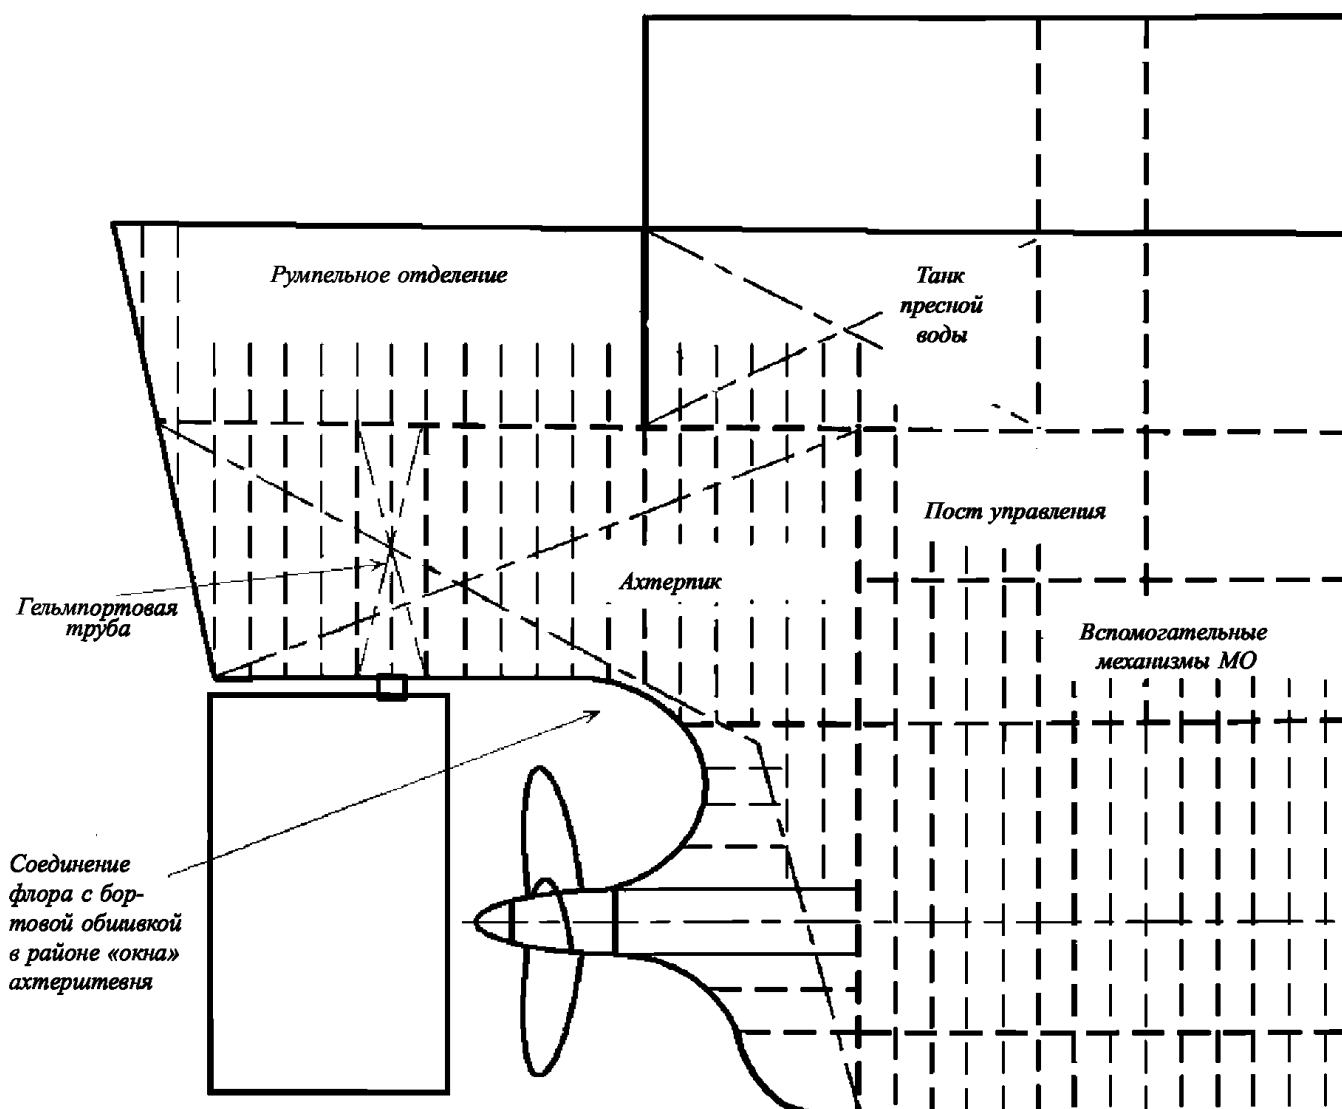 Румпельное отделение
Танк
пресной
воды
Пост управления
Ахтерпик
Гельмпортовая
труба
Вспомогательные
механизмы МО
Соединение
флора с бор-
товой обшивкой
в районе «окна»
ахтерштевня